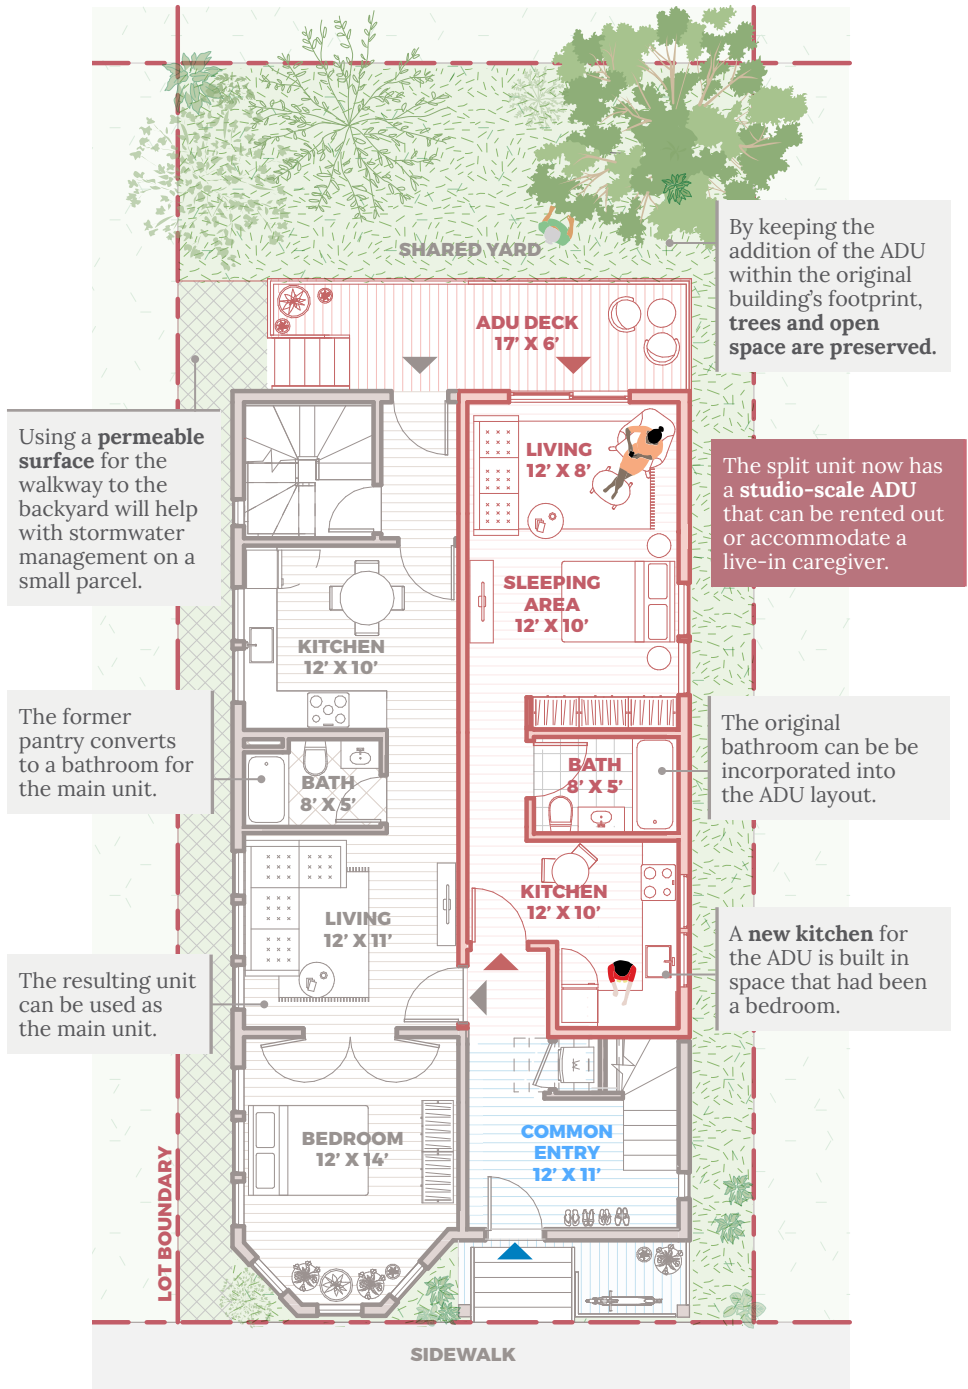 SHARED YARD
By keeping the
addition of the ADU
within the original
building’s footprint,
trees and open
space are preserved.
ADU DECK
17’ X 6’
Using a permeable
surface for the
walkway to the
backyard will help
with stormwater
management on a
small parcel.
LIVING
12’ X 8’
The split unit now has
a studio-scale ADU
that can be rented out
or accommodate a
live-in caregiver.
SLEEPING
AREA
12’ X 10’
KITCHEN
12’ X 10’
The former
pantry converts
to a bathroom for
the main unit.
BATH
8’ X 5’
BATH
8’ X 5’
The original
bathroom can be be
incorporated into
the ADU layout.
KITCHEN
12’ X 10’
LIVING
12’ X 11’
A new kitchen for
the ADU is built in
space that had been
a bedroom.
The resulting unit
can be used as
the main unit.
BEDROOM
12’ X 14’
COMMON
ENTRY
12’ X 11’
LOT BOUNDARY
SIDEWALK